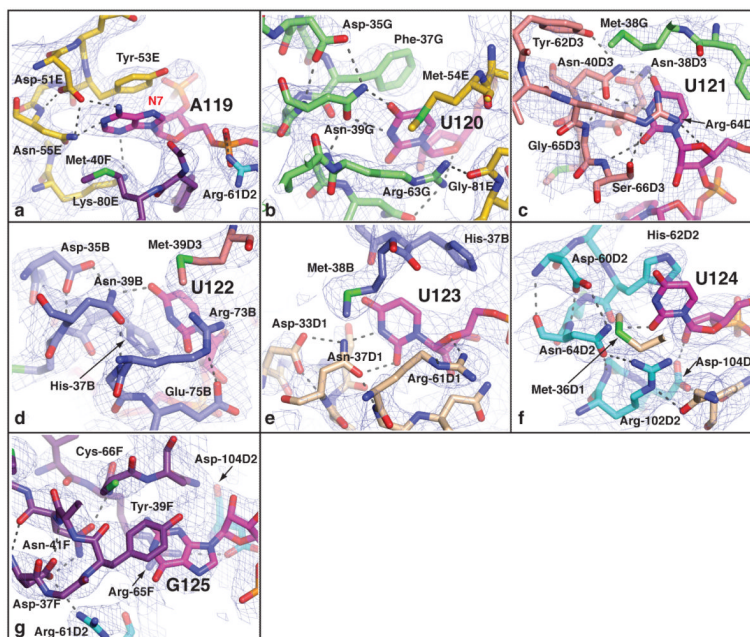 Tyr-53E
Asp-51E
N7
A119
Asn-55E
Met-40F
Lys-80E
Arg-61D2
a
Asp-35G
Phe-37G
Met-54E
U120
Asn-39G
Arg-63G
Gly-81E
b
Met-38G
Tyr-62D3
Asn-40D3
Asn-38D3
U121
Arg-64D
Gly-65D3
Ser-66D3
c
Met-39D3
Asp-35B
Asn-39B
U122
Arg-73B
His-37B
Glu-75B
d
His-37B
Met-38B
U123
Asp-33D1
Asn-37D1
Arg-61D1
e
His-62D2
Asp-60D2
U124
Asn-64D2
Asp-104D
Met-36D1
Arg-102D2
f
Cys-66F
Asp-104D2
Tyr-39F
Asn-41F
G125
Arg-65F
Asp-37F
Arg-61D2
g